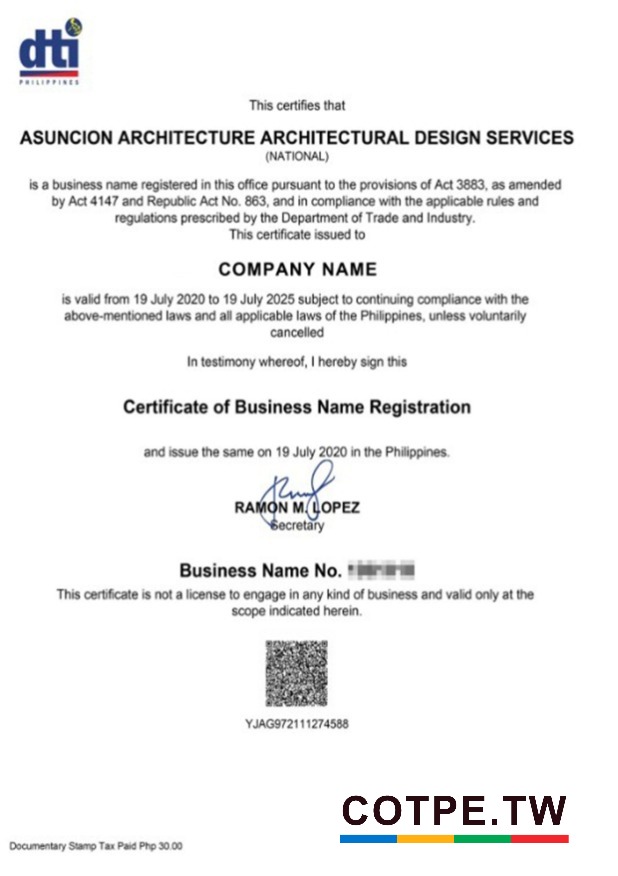 dti
PHILIPPINES
This certifies that
ASUNCION ARCHITECTURE ARCHITECTURAL DESIGN SERVICES
(NATIONAL)
is a business name registered in this office pursuant to the provisions of Act 3883, as amended
by Act 4147 and Republic Act No. 863, and in compliance with the applicable rules and
regulations prescribed by the Department of Trade and Industry.
This certificate issued to
COMPANY NAME
is valid from 19 July 2020 to 19 July 2025 subject to continuing compliance with the
above-mentioned laws and all applicable laws of the Philippines, unless voluntarily
cancelled
In testimony whereof, I hereby sign this
Certificate of Business Name Registration
and issue the same on 19 July 2020 in the Philippines.
RAMON M. LOPEZ
Secretary
Business Name No.
This certificate is not a license to engage in any kind of business and valid only at the
scope indicated herein.
YJAG972111274588
COTPE.TW
Documentary Stamp Tax Paid Php 30.00